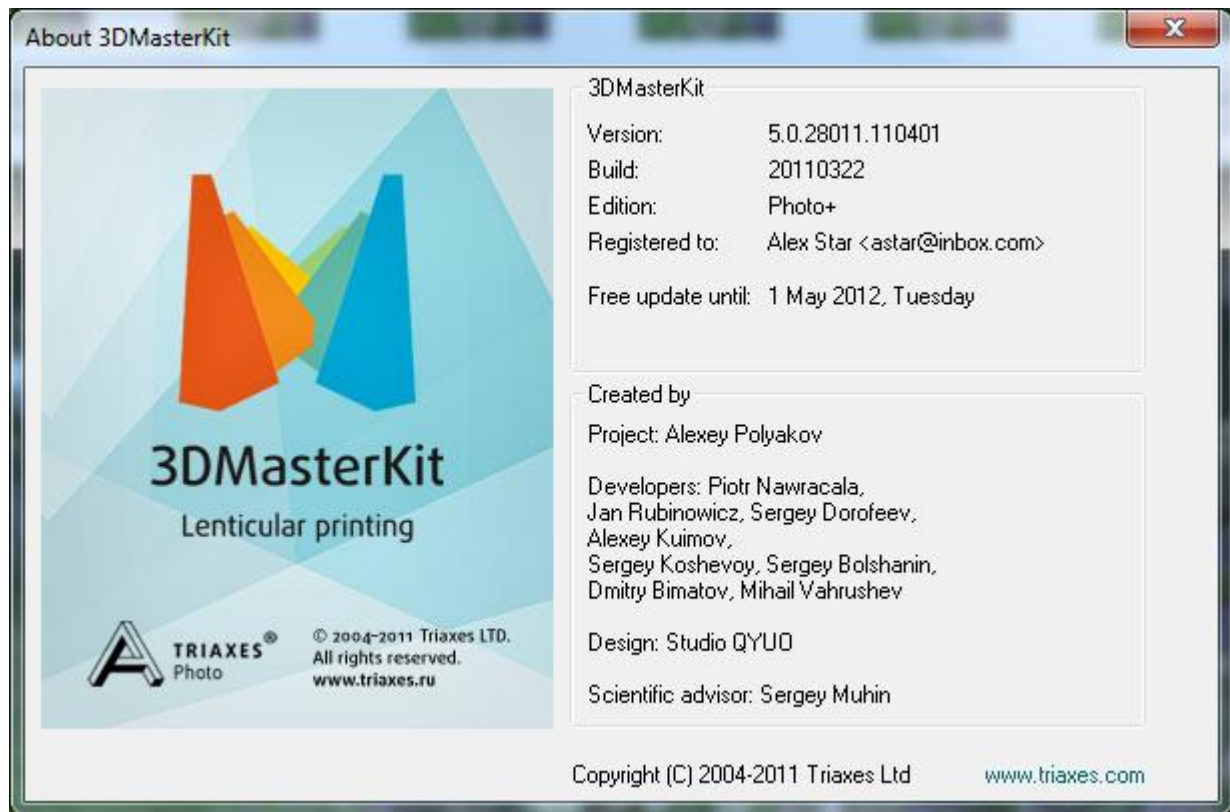 About 3DMasterKit
3DMasterKit
Lenticular printing
TRIAXES®
Photo
© 2004-2011 Triaxes LTD.
All rights reserved.
www.triaxes.ru
3DMasterKit
Version: 5.0.28011.110401
Build: 20110322
Edition: Photo+
Registered to: Alex Star <astar@inbox.com>
Free update until: 1 May 2012, Tuesday
Created by
Project: Alexey Polyakov
Developers: Piotr Nawracala,
Jan Rubinowicz, Sergey Dorofeev,
Alexey Kuimov,
Sergey Koshevoy, Sergey Bolshanin,
Dmitry Bimatov, Mihail Vahrushev
Design: Studio QYUO
Scientific advisor: Sergey Muhin
Copyright (C) 2004-2011 Triaxes Ltd www.triaxes.com